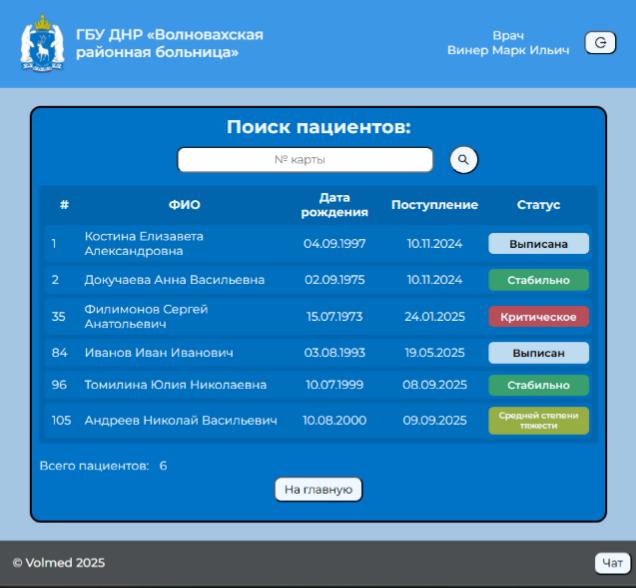 ГБУ ДНР «Волновахская
районная больница»
Врач
Винер Марк Ильич
Поиск пациентов:
№ карты
# ФИО Дата рождения Поступление Статус
1 Костина Елизавета Александровна 04.09.1997 10.11.2024 Выписана
2 Докучаева Анна Васильевна 02.09.1975 10.11.2024 Стабильно
35 Филимонов Сергей Анатольевич 15.07.1973 24.01.2025 Критическое
84 Иванов Иван Иванович 03.08.1993 19.05.2025 Выписан
96 Томилина Юлия Николаевна 10.07.1999 08.09.2025 Стабильно
105 Андреев Николай Васильевич 10.08.2000 09.09.2025 Средней степени тяжести
Всего пациентов: 6
На главную
© Volmed 2025
Чат